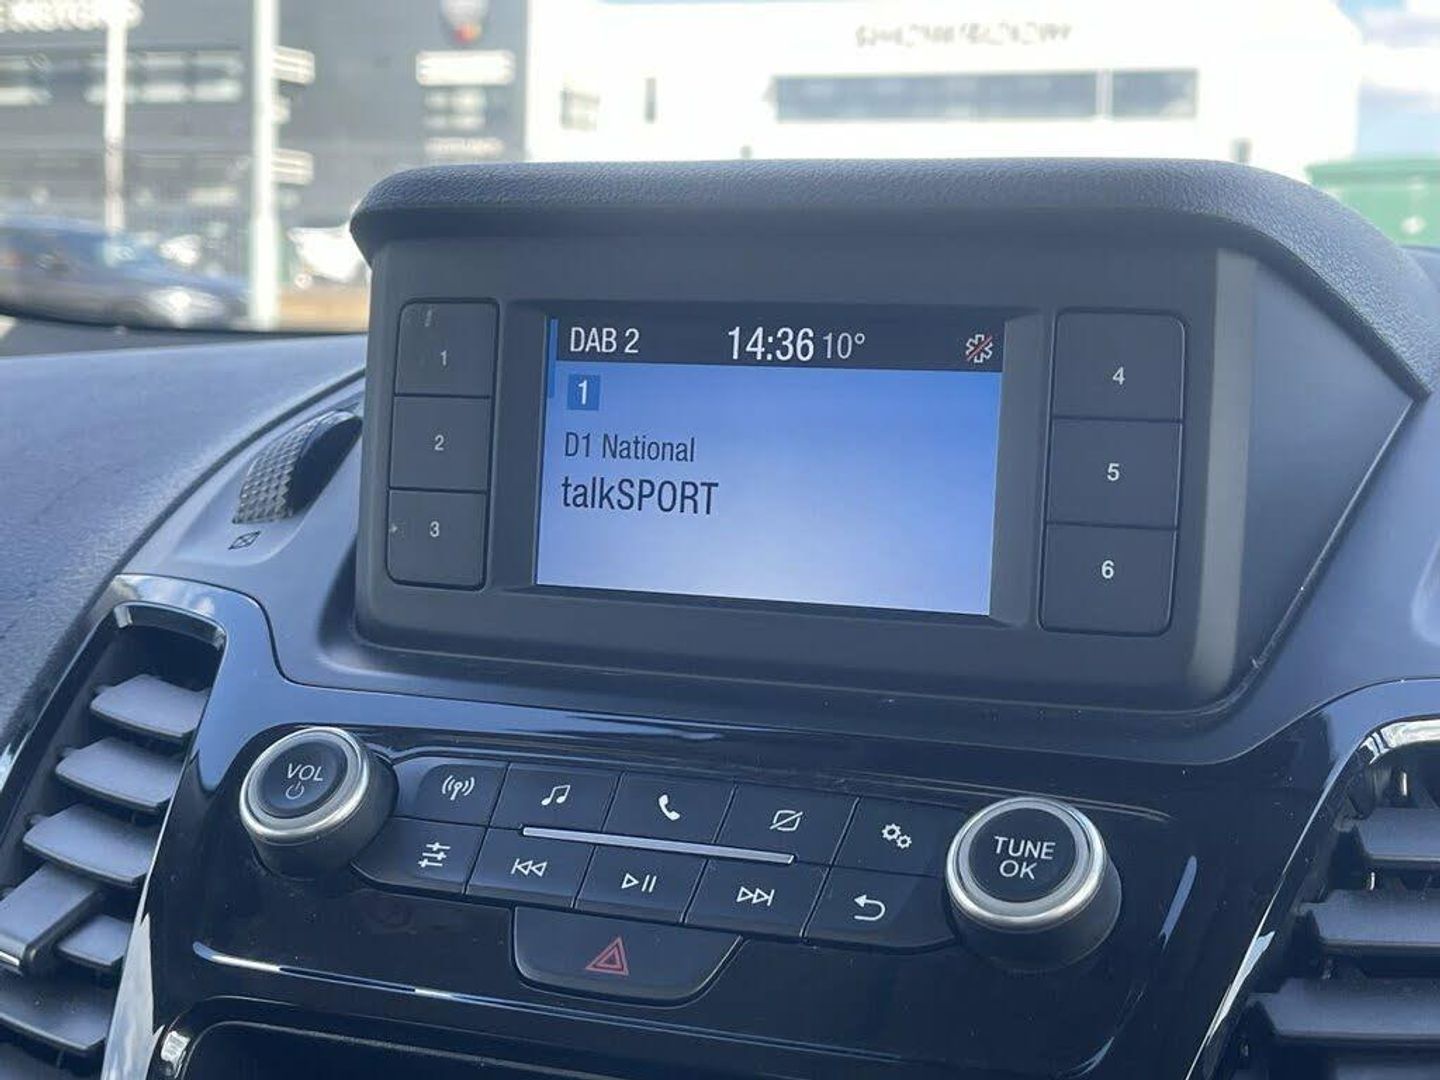 DAB 2 14:36 10°
1
D1 National
talkSPORT
1
2
3
4
5
6
VOL
TUNE
OK